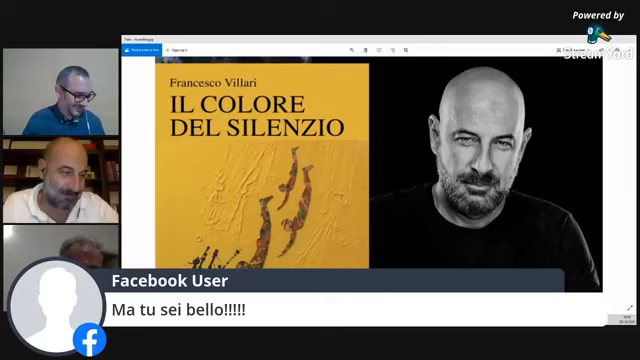 Powered by
StreamYard
Francesco Villari
IL COLORE
DEL SILENZIO
Facebook User
Ma tu sei bello!!!!!